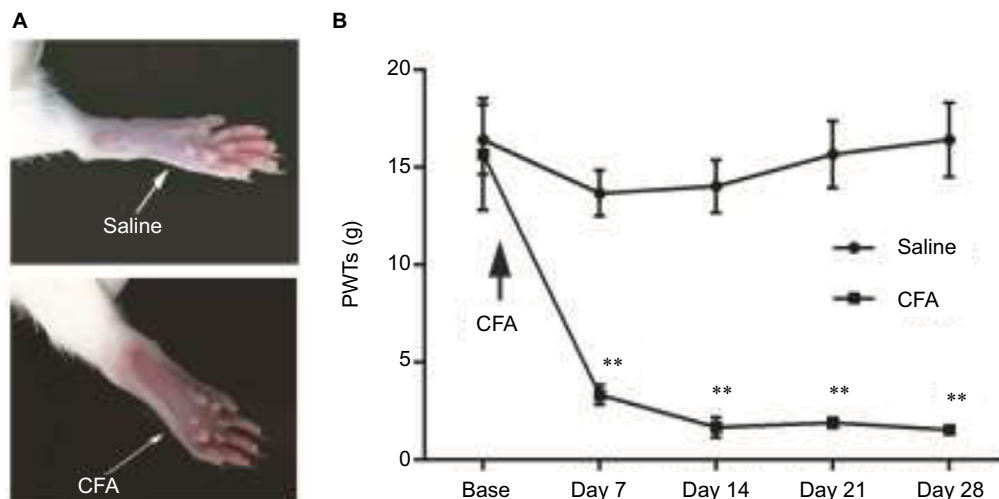 A
Saline
CFA
B
PWTs (g)
20
15
10
5
0
CFA
Saline
CFA
**
**
**
**
Base Day 7 Day 14 Day 21 Day 28